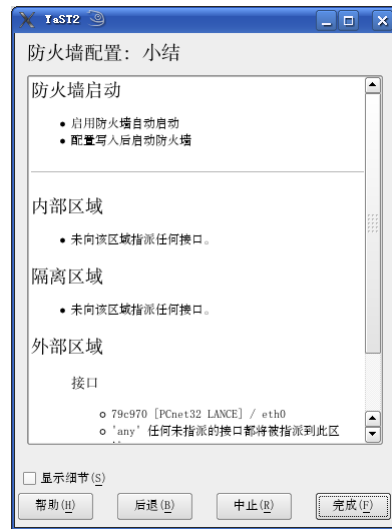 YaST2
防火墙配置: 小结
防火墙启动
• 启用防火墙自动启动
• 配置写入后启动防火墙
内部区域
• 未向该区域指派任何接口。
隔离区域
• 未向该区域指派任何接口。
外部区域
接口
o 79c970 [PCnet32 LANCE] / eth0
o 'any' 任何未指派的接口都将被指派到此区
显示细节(S)
帮助(H) 后退(B) 中止(R) 完成(F)